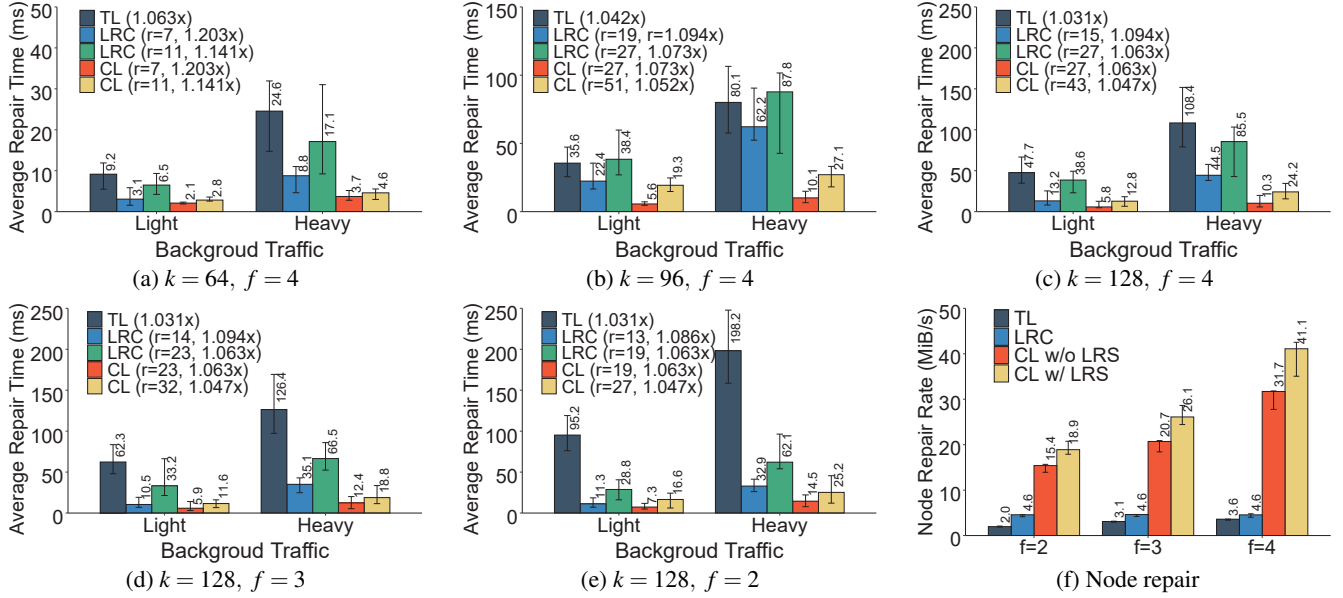 Average Repair Time (ms)
50
40
30
20
10
0
TL (1.063x)
LRC (r=7, 1.203x)
LRC (r=11, 1.141x)
CL (r=7, 1.203x)
CL (r=11, 1.141x)
9.2
3.1
6.5
2.1
2.8
24.6
8.8
17.1
3.7
4.6
Light
Heavy
Backgroud Traffic
(a) k = 64, f = 4
Average Repair Time (ms)
150
100
50
0
TL (1.042x)
LRC (r=19, r=1.094x)
LRC (r=27, 1.073x)
CL (r=27, 1.073x)
CL (r=51, 1.052x)
35.6
22.4
38.4
5.6
19.3
80.1
62.2
87.8
10.1
27.1
Light
Heavy
Backgroud Traffic
(b) k = 96, f = 4
Average Repair Time (ms)
250
200
150
100
50
0
TL (1.031x)
LRC (r=15, 1.094x)
LRC (r=27, 1.063x)
CL (r=27, 1.063x)
CL (r=43, 1.047x)
47.7
13.2
38.6
5.8
12.8
108.4
44.5
85.5
10.3
24.2
Light
Heavy
Backgroud Traffic
(c) k = 128, f = 4
Average Repair Time (ms)
250
200
150
100
50
0
TL (1.031x)
LRC (r=14, 1.094x)
LRC (r=23, 1.063x)
CL (r=23, 1.063x)
CL (r=32, 1.047x)
62.3
10.5
33.2
5.9
11.6
126.4
35.1
66.5
12.4
18.8
Light
Heavy
Backgroud Traffic
(d) k = 128, f = 3
Average Repair Time (ms)
250
200
150
100
50
0
TL (1.031x)
LRC (r=13, 1.086x)
LRC (r=19, 1.063x)
CL (r=19, 1.063x)
CL (r=27, 1.047x)
95.2
11.3
28.8
7.3
16.6
198.2
32.9
62.1
14.5
25.2
Light
Heavy
Backgroud Traffic
(e) k = 128, f = 2
Node Repair Rate (MiB/s)
50
40
30
20
10
0
TL
LRC
CL w/o LRS
CL w/ LRS
2.0
4.6
15.4
18.9
3.1
4.6
20.7
26.1
3.6
4.6
31.7
41.1
f=2
f=3
f=4
(f) Node repair